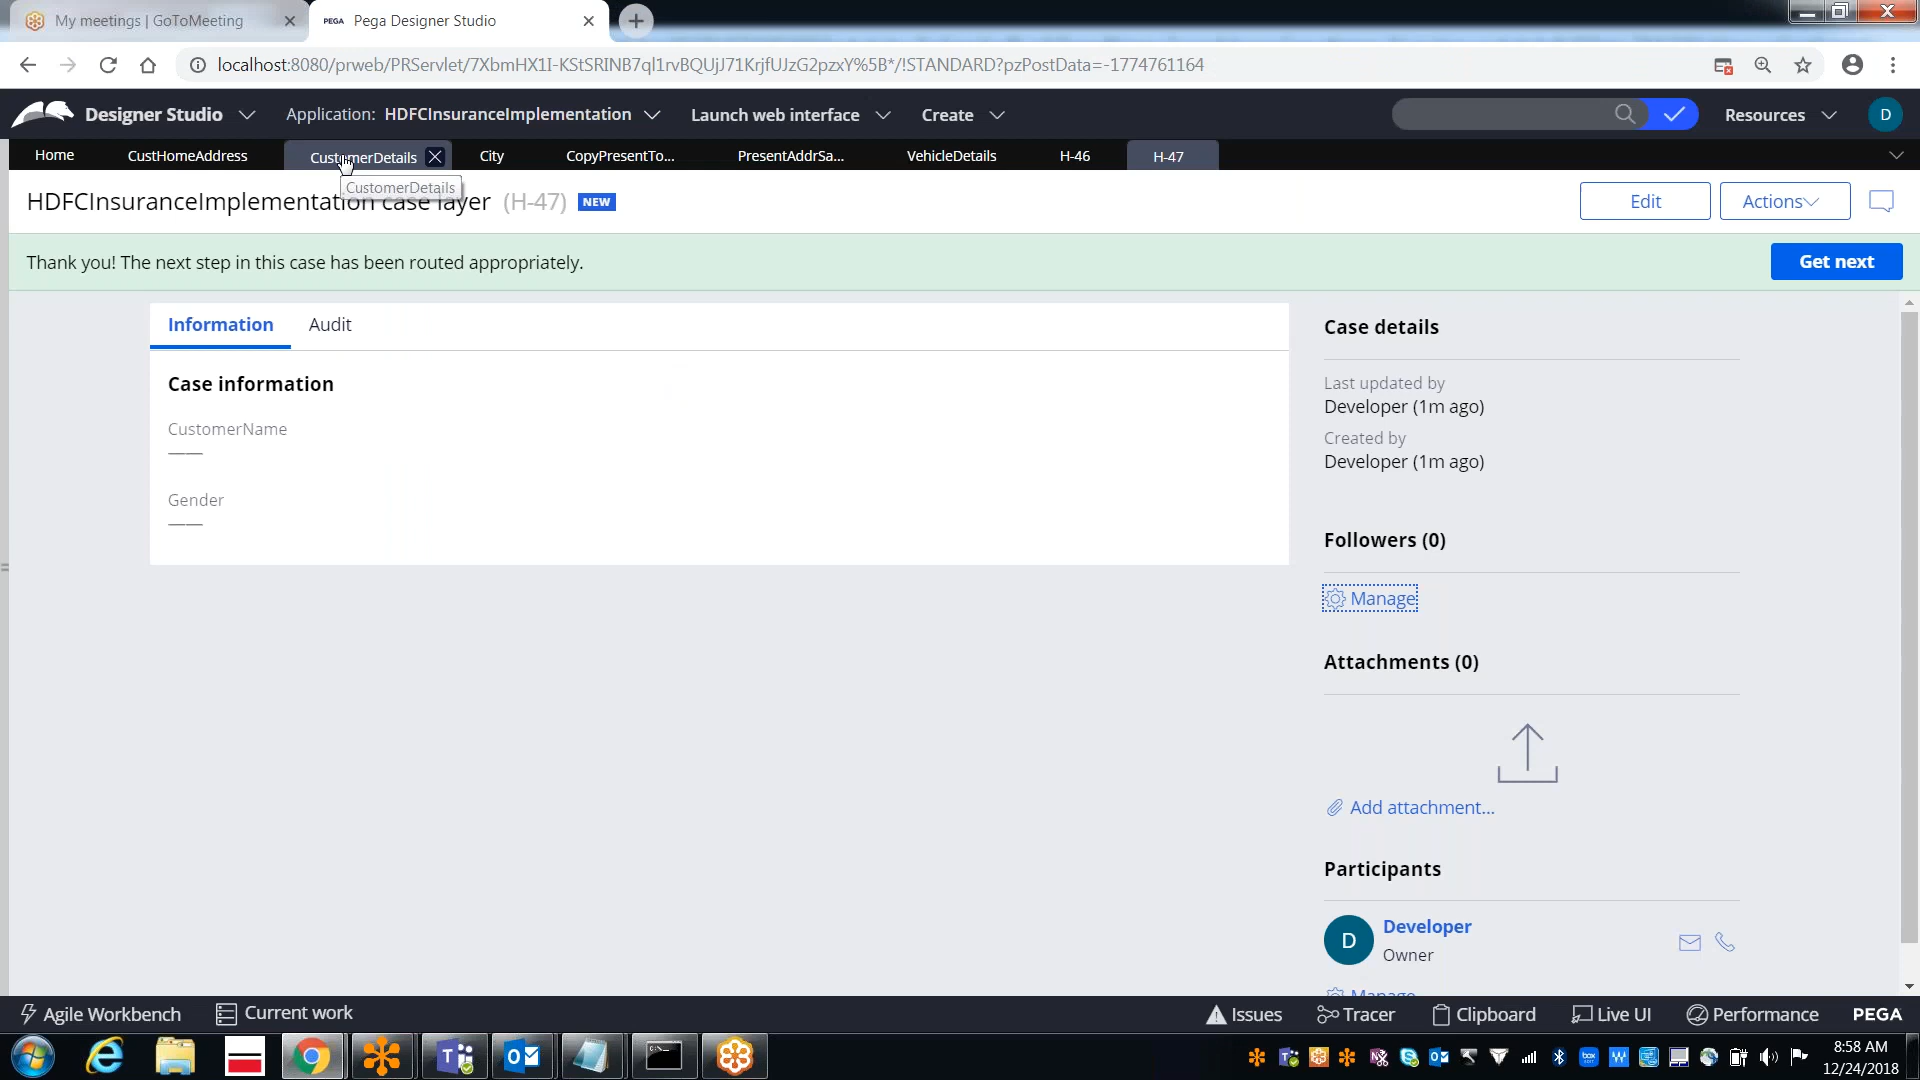 My meetings | GoToMeeting
PEGA Pega Designer Studio
localhost:8080/prweb/PRServlet/7XbmHX1I-KStSRINB7ql1rvBQUjJ71KrjfUJzG2pzxY%5B*/!STANDARD?pzPostData=-1774761164
Designer Studio Application: HDFCInsuranceImplementation Launch web interface Create Resources D
Home CustHomeAddress CustomerDetails City CopyPresentTo... PresentAddrSa... VehicleDetails H-46 H-47
CustomerDetails
HDFCInsuranceImplementation case layer (H-47) NEW Edit Actions
Thank you! The next step in this case has been routed appropriately. Get next
Information Audit
Case information
CustomerName
——
Gender
——
Case details
Last updated by
Developer (1m ago)
Created by
Developer (1m ago)
Followers (0)
Manage
Attachments (0)
Add attachment...
Participants
D Developer
Owner
Manage
Agile Workbench Current work Issues Tracer Clipboard Live UI Performance PEGA
8:58 AM
12/24/2018